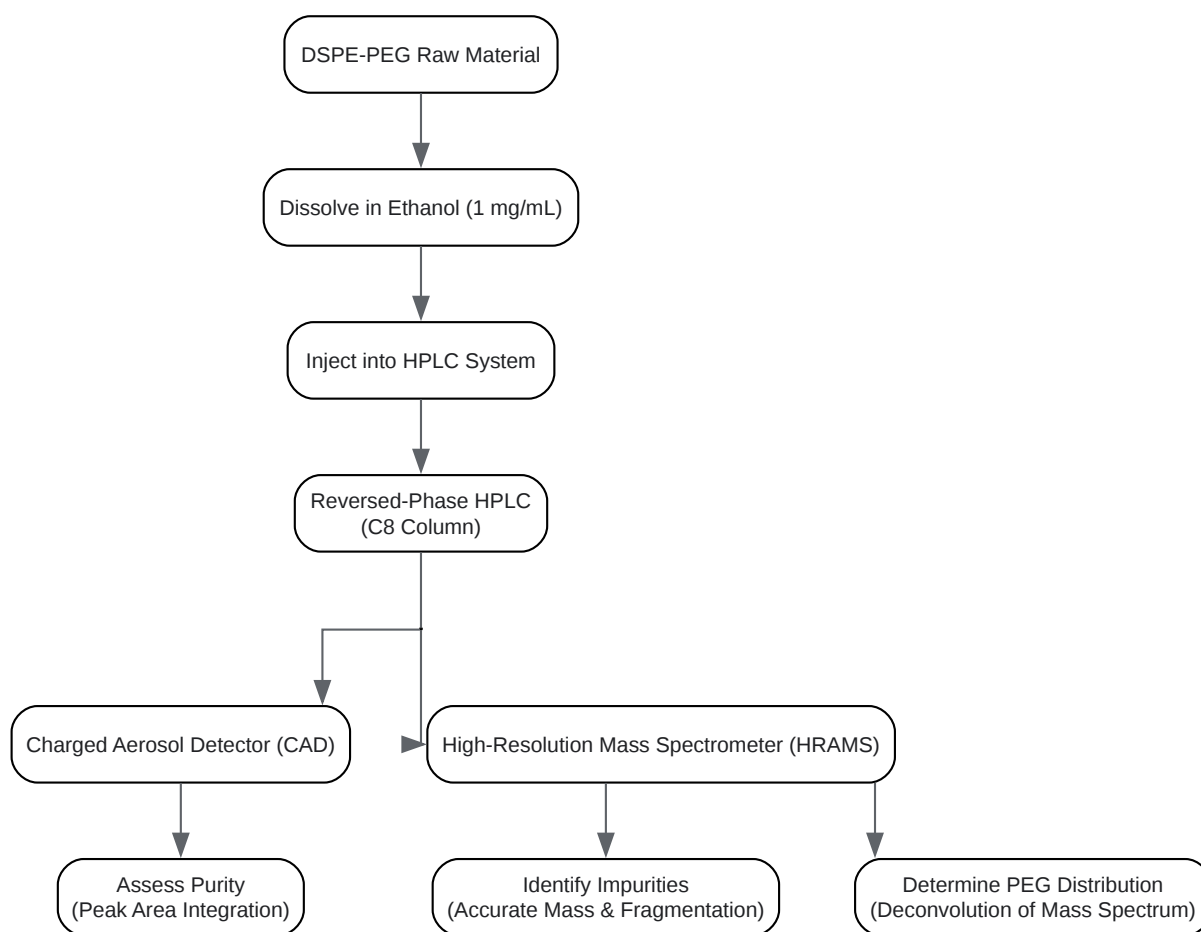 DSPE-PEG Raw Material
Dissolve in Ethanol (1 mg/mL)
Inject into HPLC System
Reversed-Phase HPLC
(C8 Column)
Charged Aerosol Detector (CAD)
High-Resolution Mass Spectrometer (HRAMS)
Assess Purity
(Peak Area Integration)
Identify Impurities
(Accurate Mass & Fragmentation)
Determine PEG Distribution
(Deconvolution of Mass Spectrum)